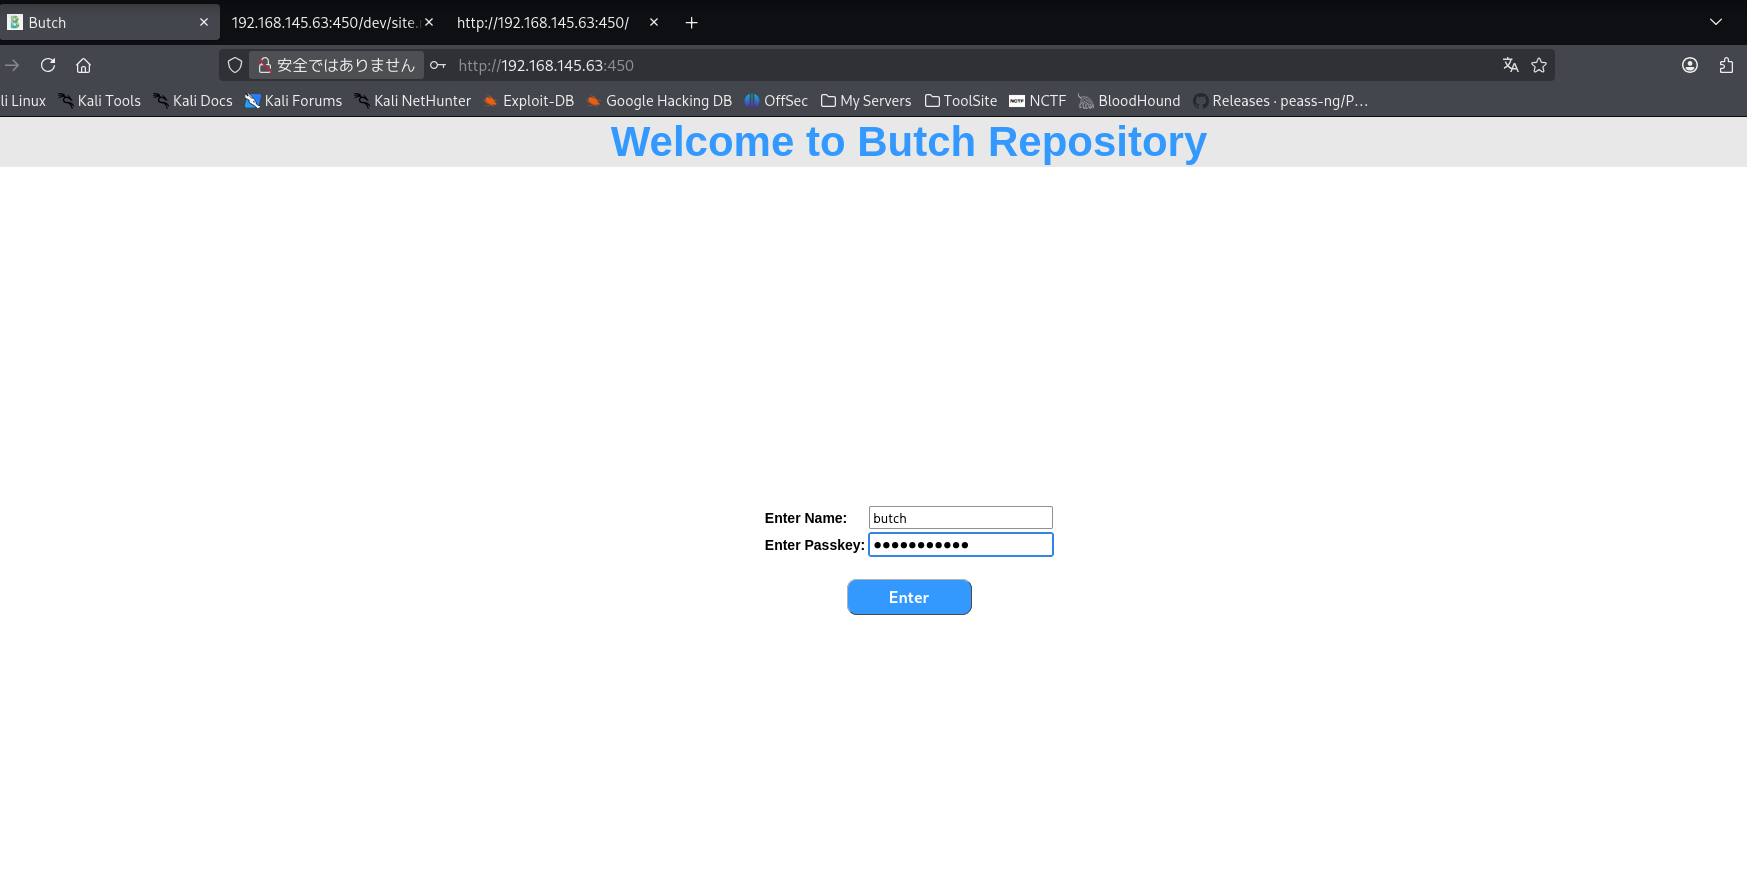 Butch 192.168.145.63:450/dev/site. http://192.168.145.63:450/
安全ではありません http://192.168.145.63:450
li Linux Kali Tools Kali Docs Kali Forums Kali NetHunter Exploit-DB Google Hacking DB OffSec My Servers ToolSite NCTF NCTF BloodHound Releases · peass-ng/P...
Welcome to Butch Repository
Enter Name: butch
Enter Passkey: ●●●●●●●●●●●
Enter